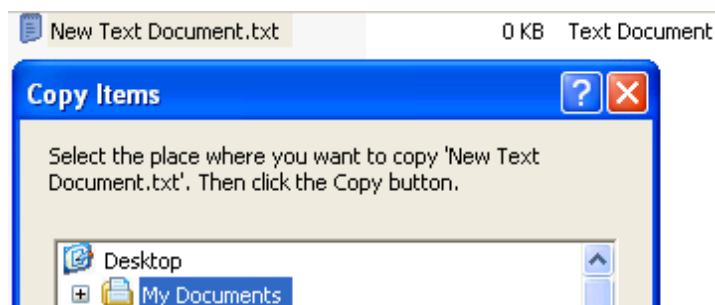 New Text Document.txt 0 KB Text Document
Copy Items
Select the place where you want to copy 'New Text
Document.txt'. Then click the Copy button.
Desktop
My Documents